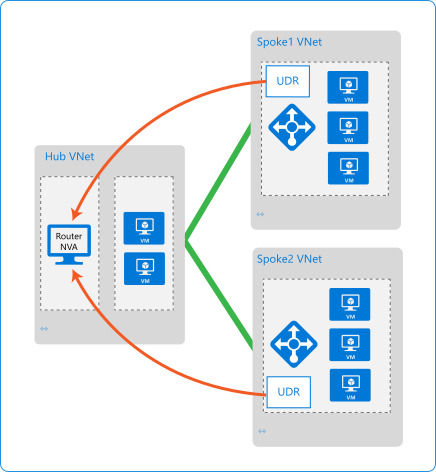 Spoke1 VNet
UDR
VM
VM
VM
Hub VNet
Router
NVA
VM
VM
Spoke2 VNet
VM
VM
UDR
VM